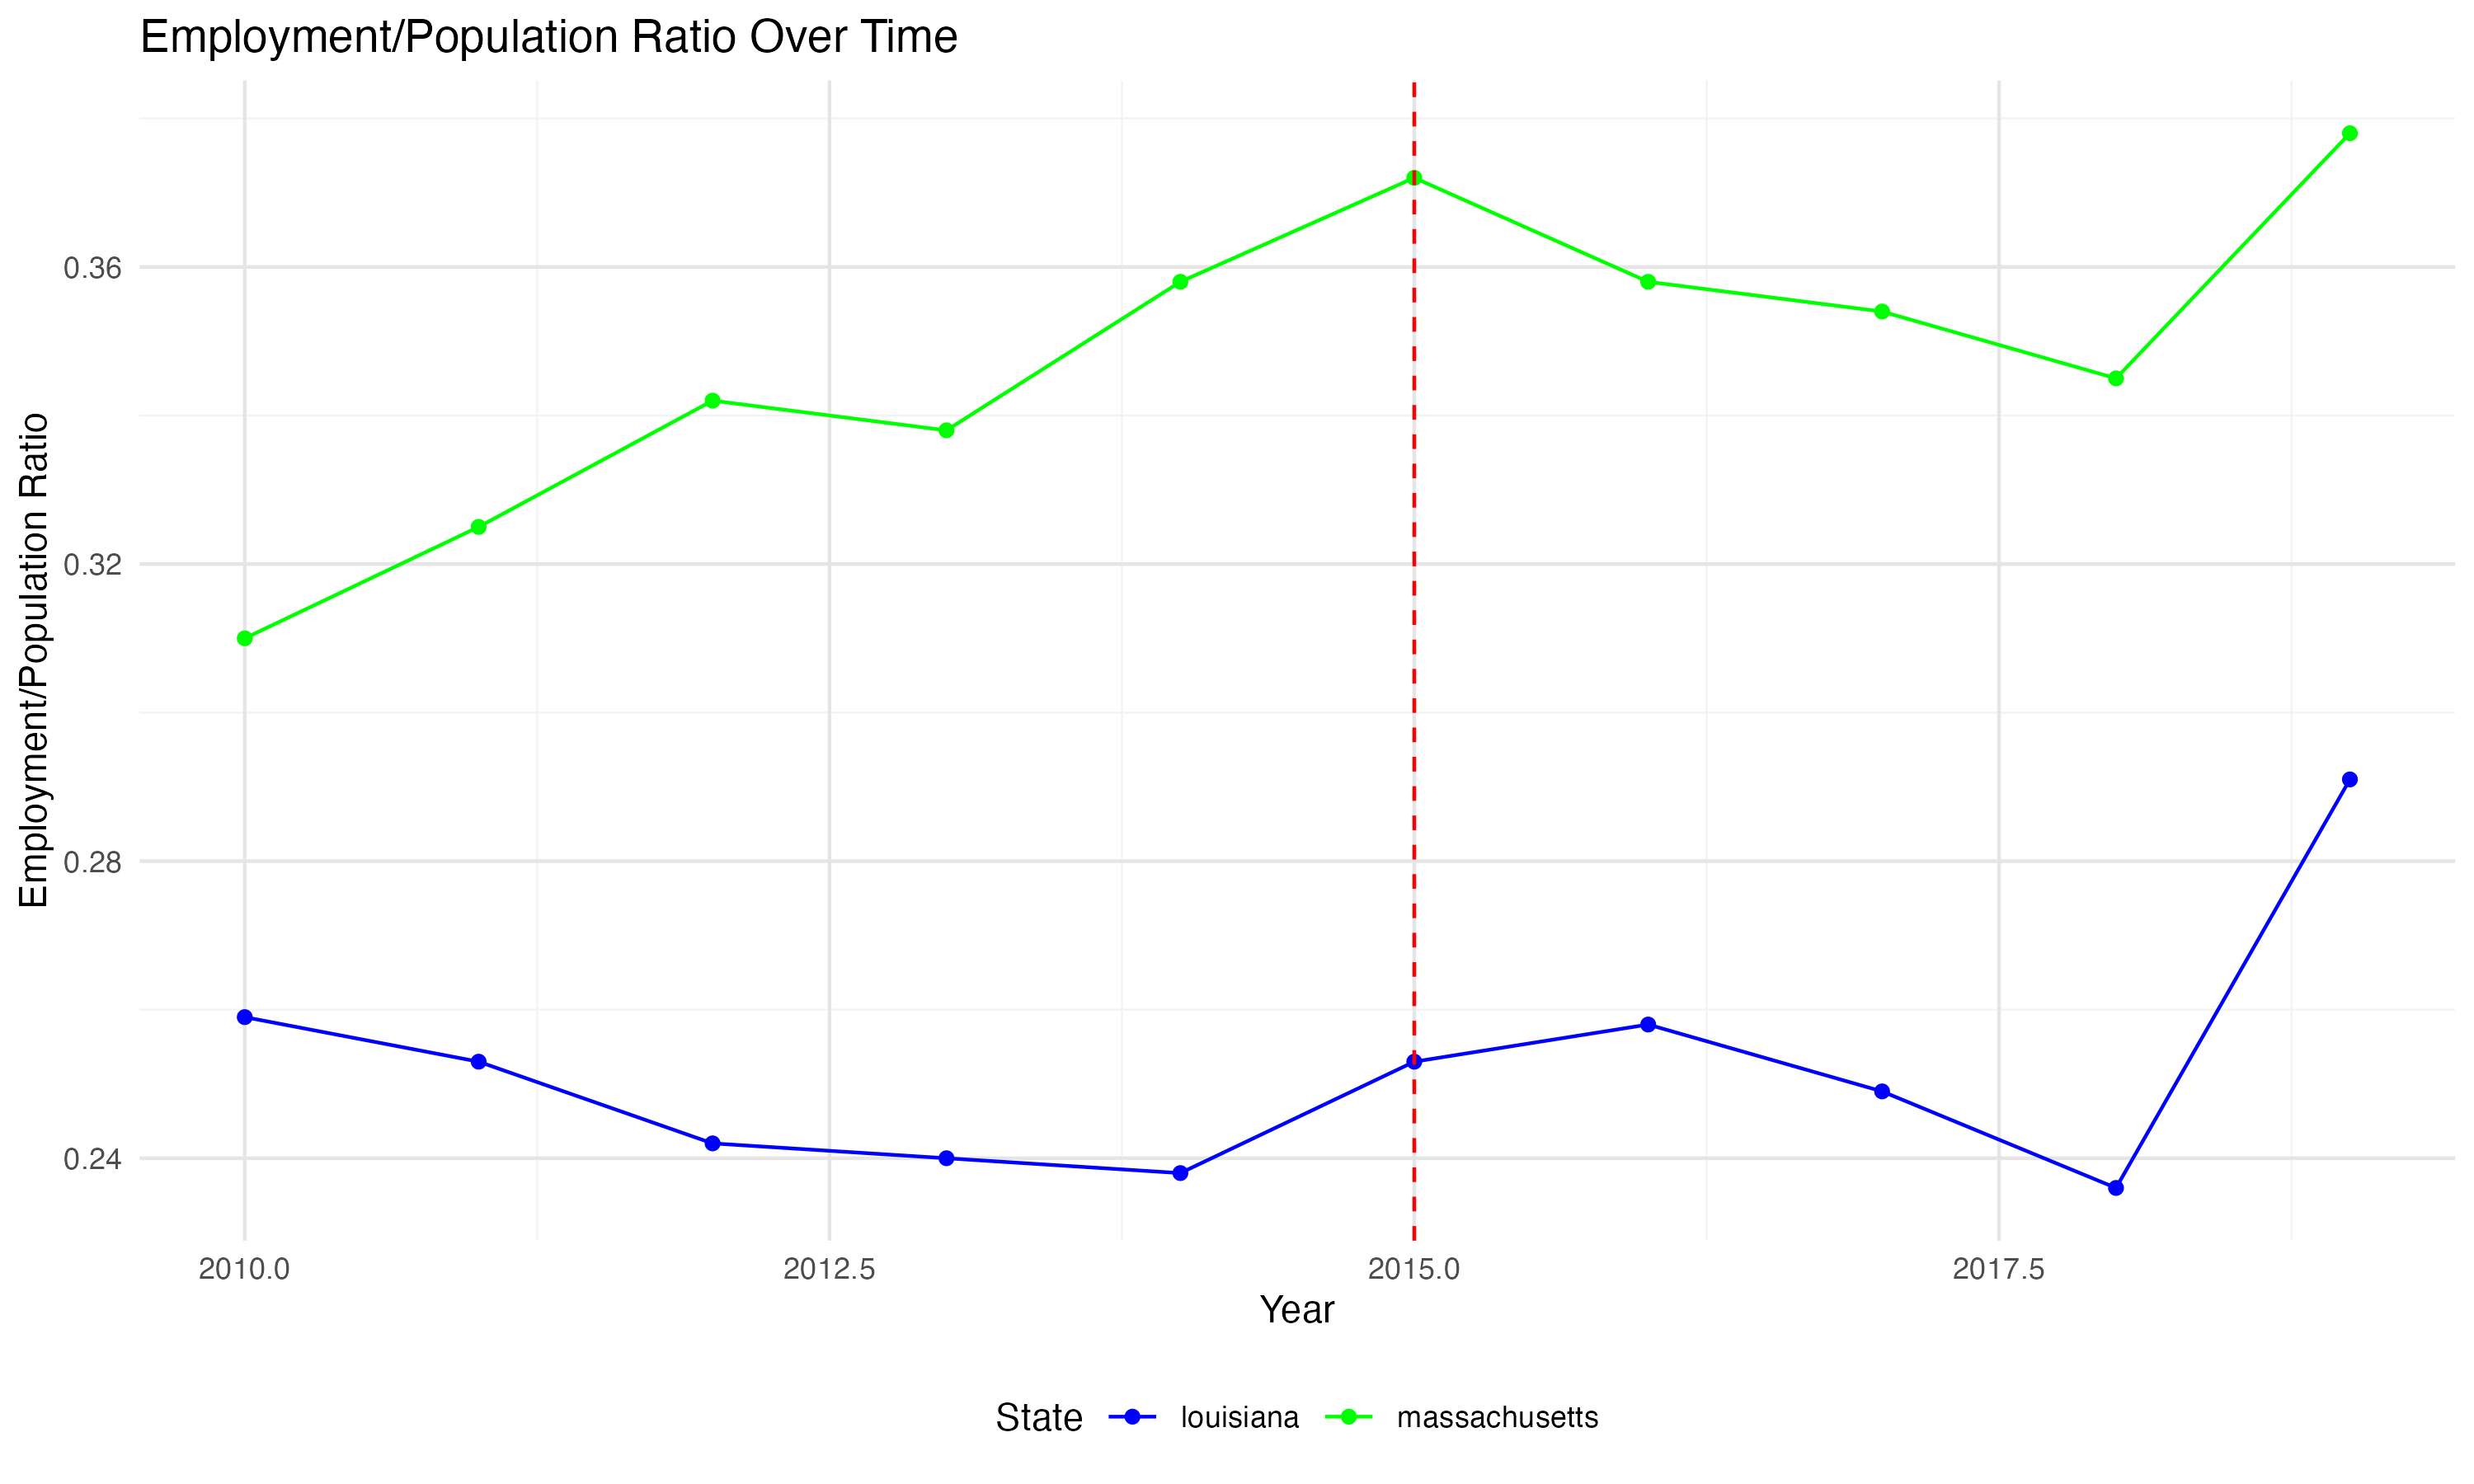 Employment/Population Ratio Over Time
Employment/Population Ratio
0.36
0.32
0.28
0.24
2010.0 2012.5 2015.0 2017.5
Year
State louisiana massachusetts